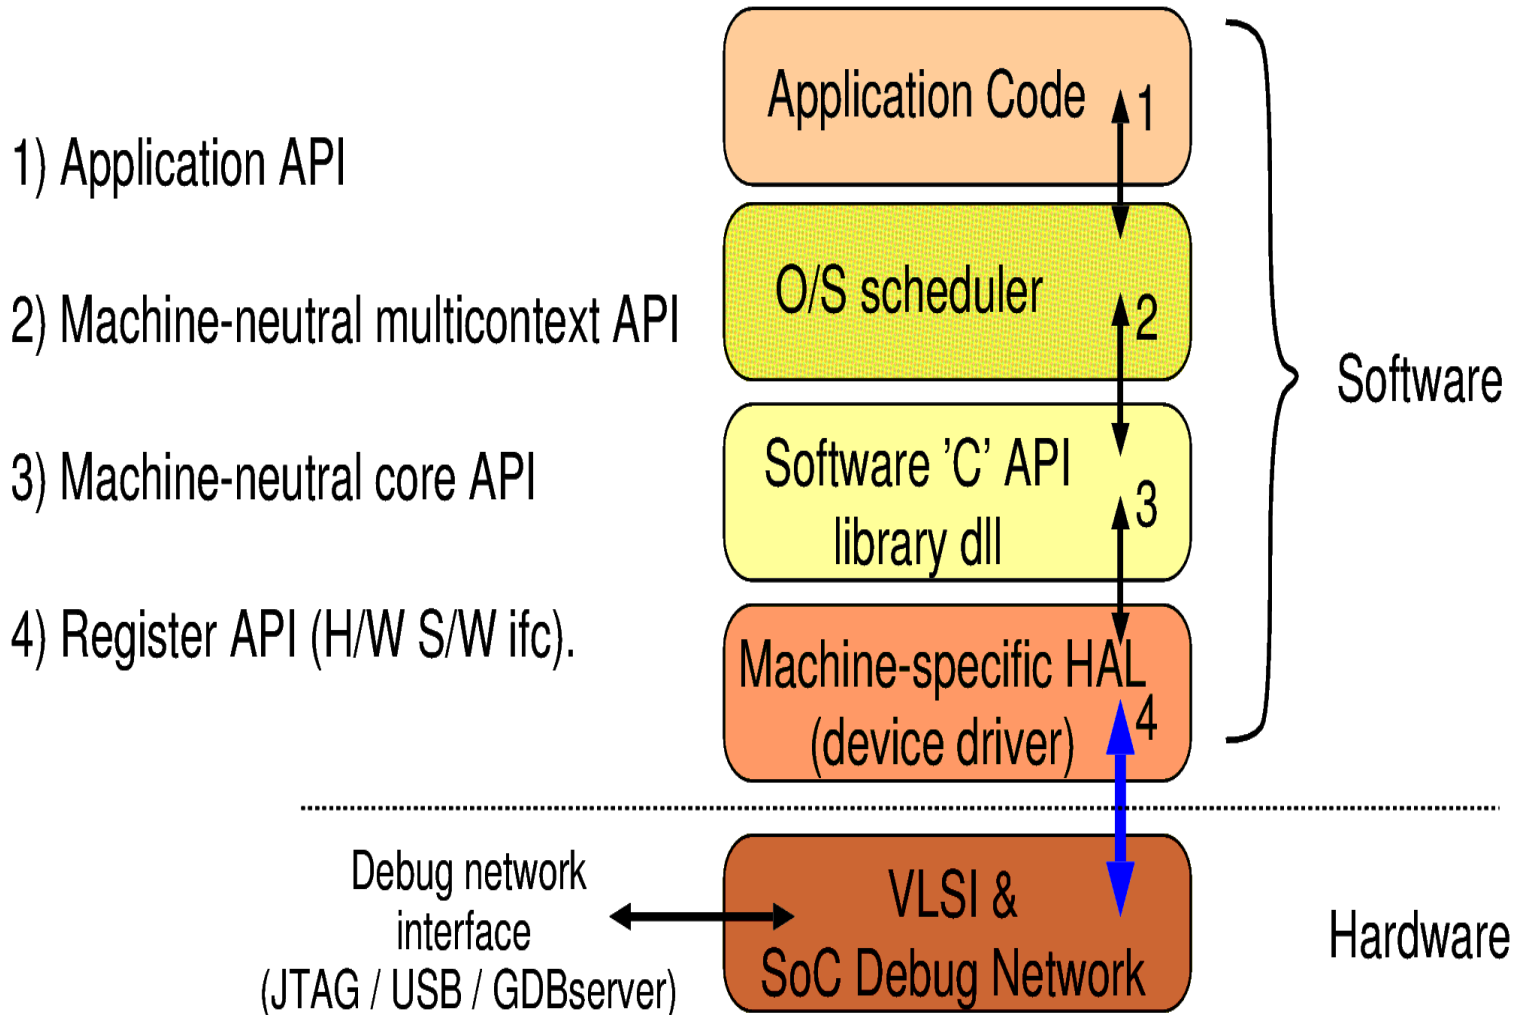 1) Application API
2) Machine-neutral multicontext API
3) Machine-neutral core API
4) Register API (H/W S/W ifc).
Application Code
1
O/S scheduler
2
Software 'C' API
library dll
3
Machine-specific HAL
(device driver)
4
Software
Debug network
interface
(JTAG / USB / GDBserver)
VLSI &
SoC Debug Network
Hardware